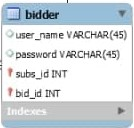 bidder
user_name VARCHAR(45)
password VARCHAR(45)
subs_id INT
bid_id INT
Indexes